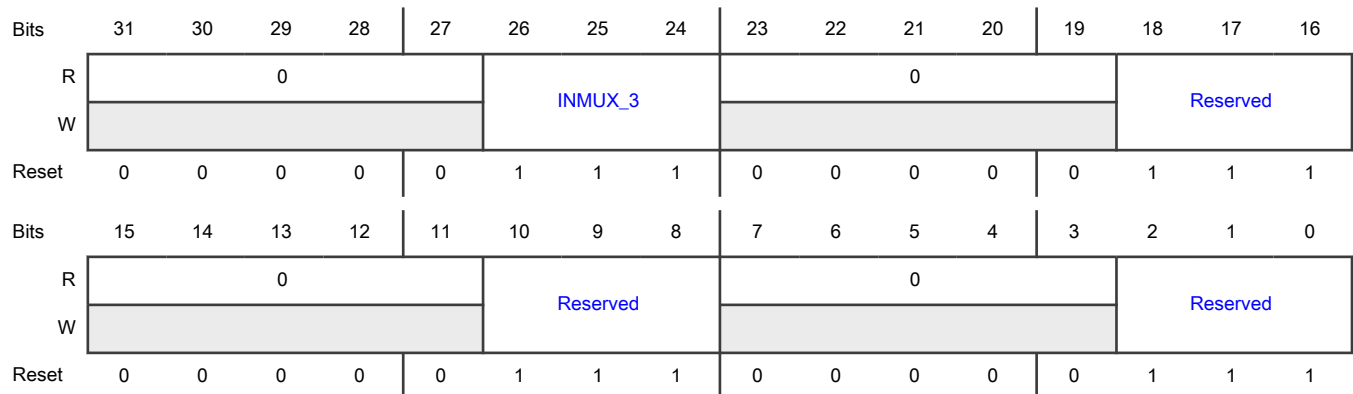 Bits 31 30 29 28 27 26 25 24 23 22 21 20 19 18 17 16
R 0 INMUX_3 0 Reserved
W
Reset 0 0 0 0 0 1 1 1 0 0 0 0 0 1 1 1
Bits 15 14 13 12 11 10 9 8 7 6 5 4 3 2 1 0
R 0 Reserved 0 Reserved
W
Reset 0 0 0 0 0 1 1 1 0 0 0 0 0 1 1 1